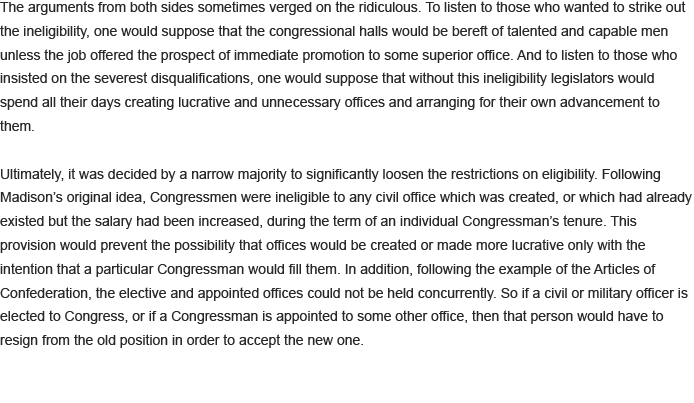 The arguments from both sides sometimes verged on the ridiculous. To listen to those who wanted to strike out
the ineligibility, one would suppose that the congressional halls would be bereft of talented and capable men
unless the job offered the prospect of immediate promotion to some superior office. And to listen to those who
insisted on the severest disqualifications, one would suppose that without this ineligibility legislators would
spend all their days creating lucrative and unnecessary offices and arranging for their own advancement to
them.
Ultimately, it was decided by a narrow majority to significantly loosen the restrictions on eligibility. Following
Madison’s original idea, Congressmen were ineligible to any civil office which was created, or which had already
existed but the salary had been increased, during the term of an individual Congressman’s tenure. This
provision would prevent the possibility that offices would be created or made more lucrative only with the
intention that a particular Congressman would fill them. In addition, following the example of the Articles of
Confederation, the elective and appointed offices could not be held concurrently. So if a civil or military officer is
elected to Congress, or if a Congressman is appointed to some other office, then that person would have to
resign from the old position in order to accept the new one.